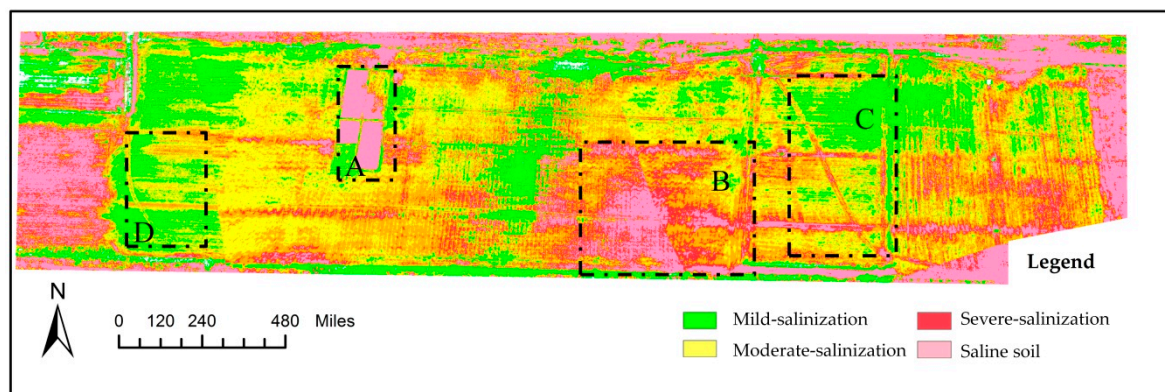 C
A
B
D
Legend
N
0 120 240 480 Miles
Mild-salinization Severe-salinization
Moderate-salinization Saline soil